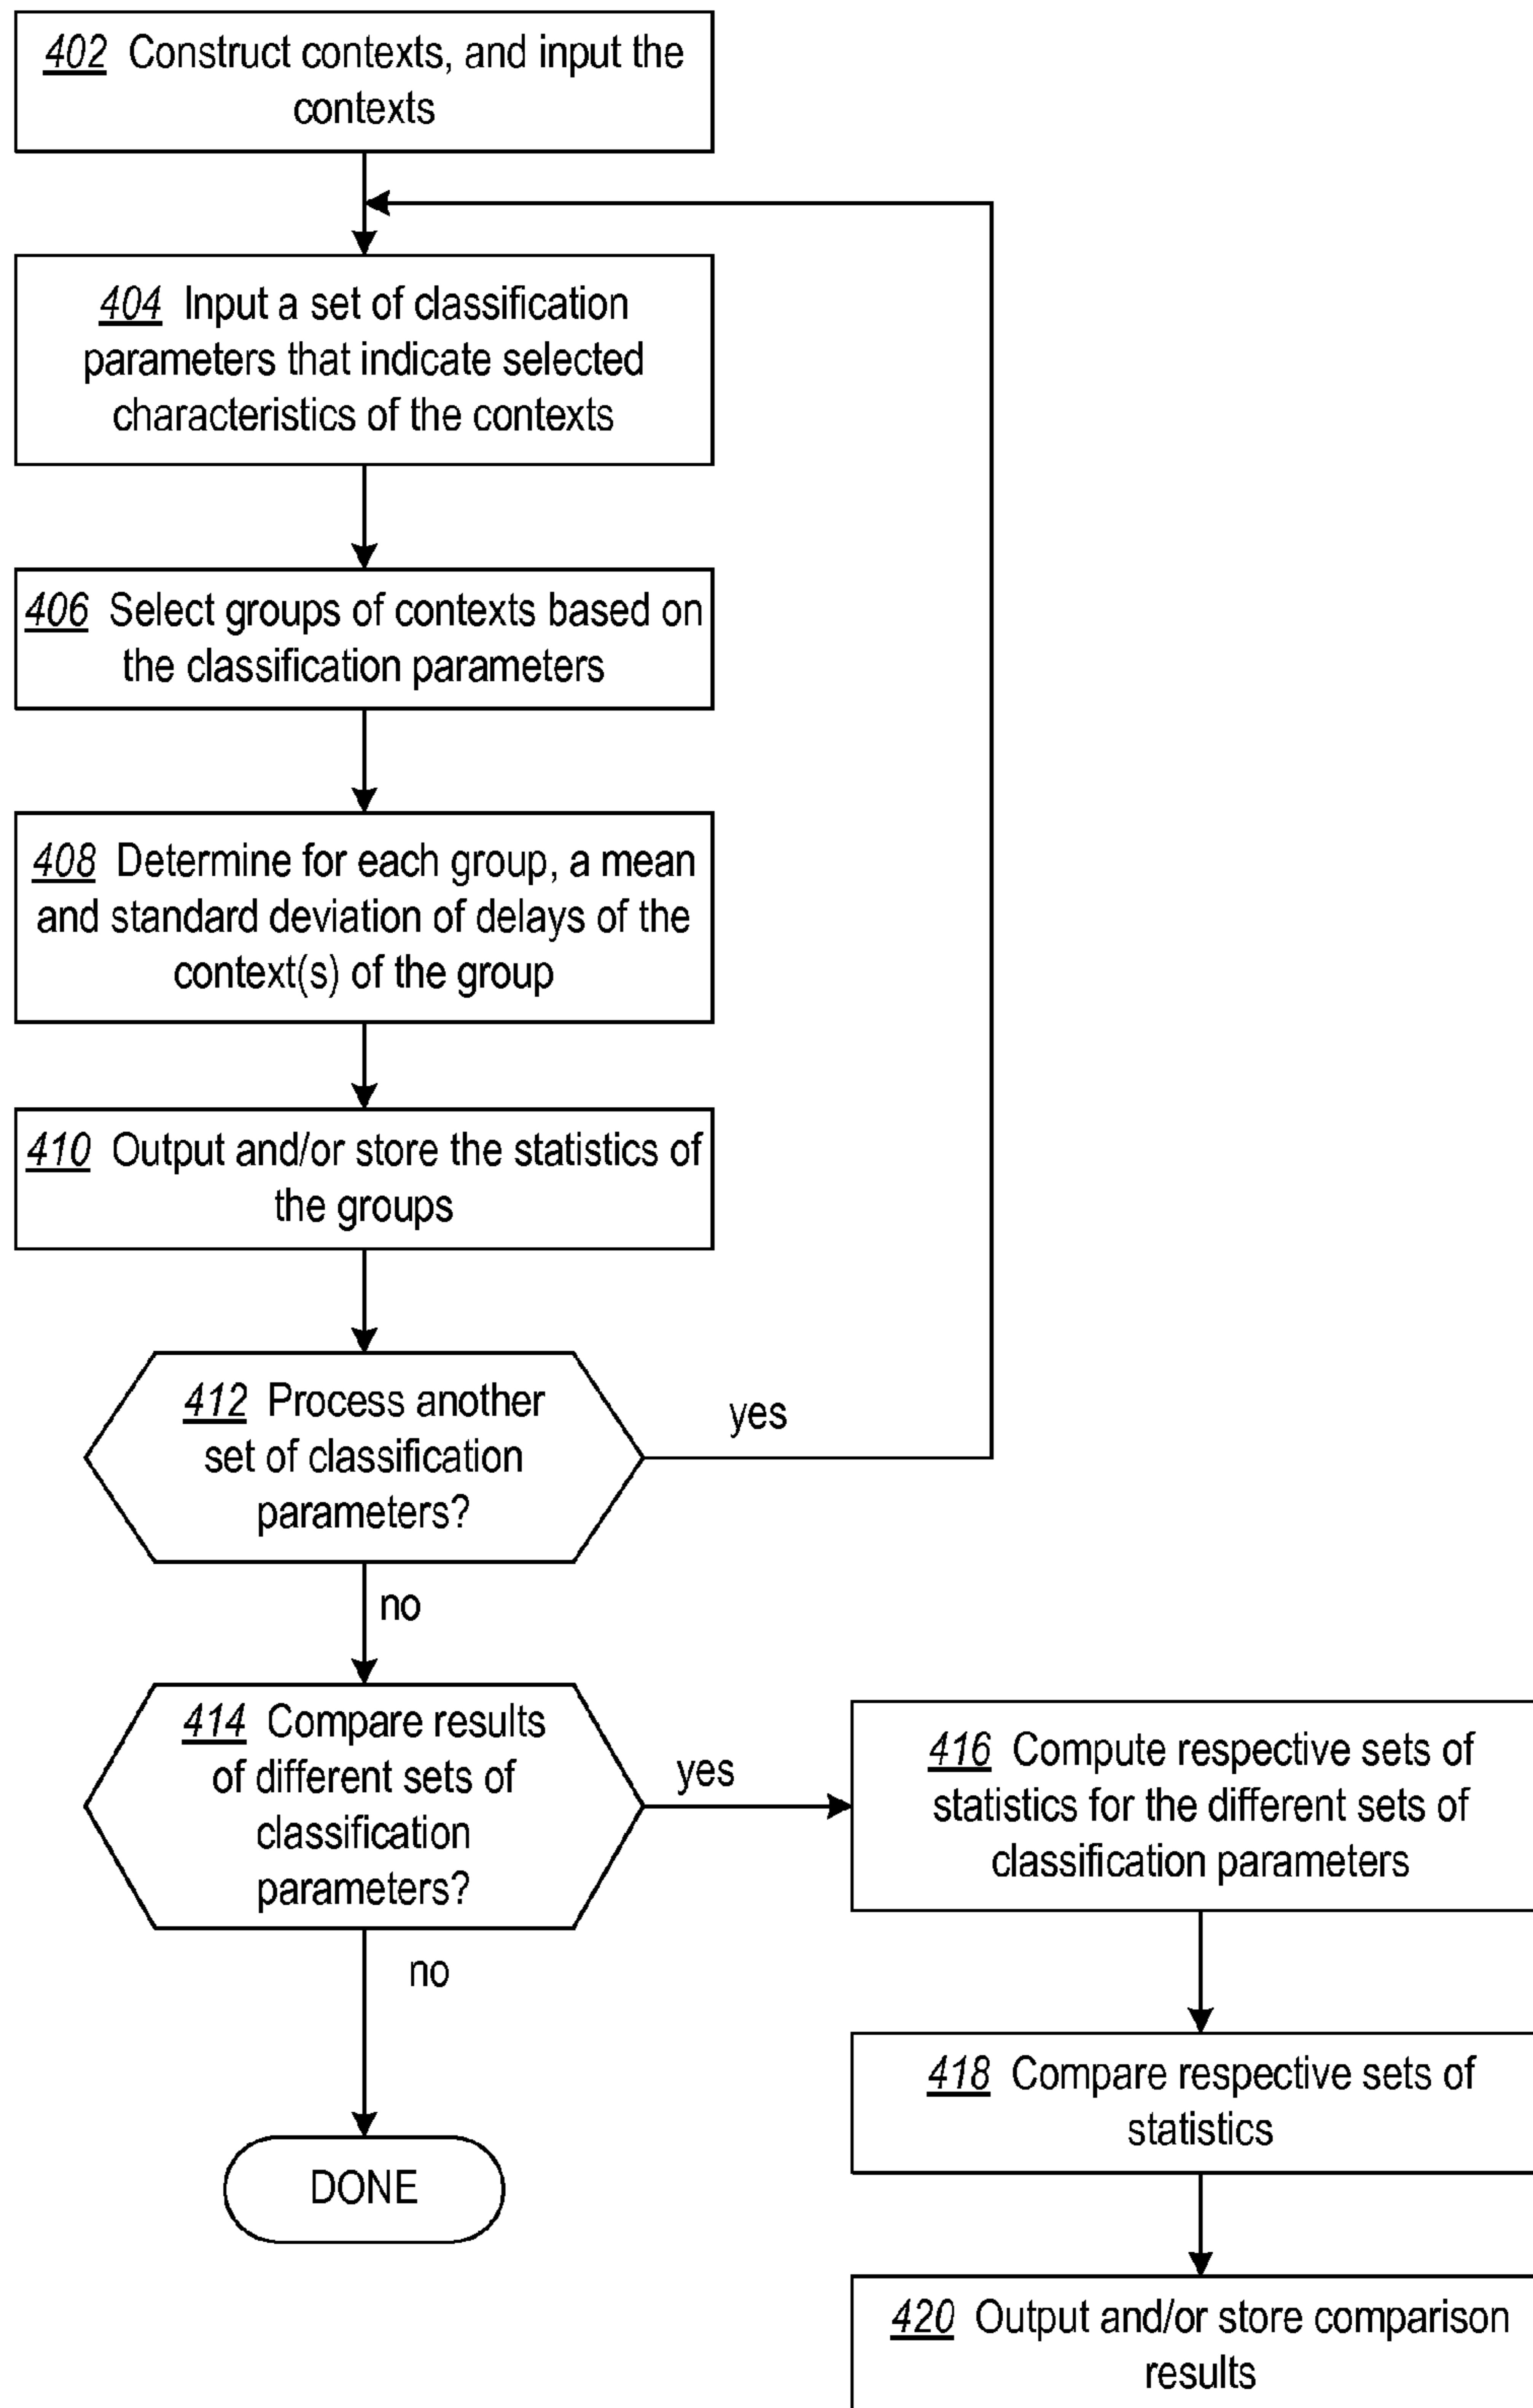 402 Construct contexts, and input the
contexts
404 Input a set of classification
parameters that indicate selected
characteristics of the contexts
406 Select groups of contexts based on
the classification parameters
408 Determine for each group, a mean
and standard deviation of delays of the
context(s) of the group
410 Output and/or store the statistics of
the groups
412 Process another
set of classification
parameters?
yes
no
414 Compare results
of different sets of
classification
parameters?
yes
no
DONE
416 Compute respective sets of
statistics for the different sets of
classification parameters
418 Compare respective sets of
statistics
420 Output and/or store comparison
results